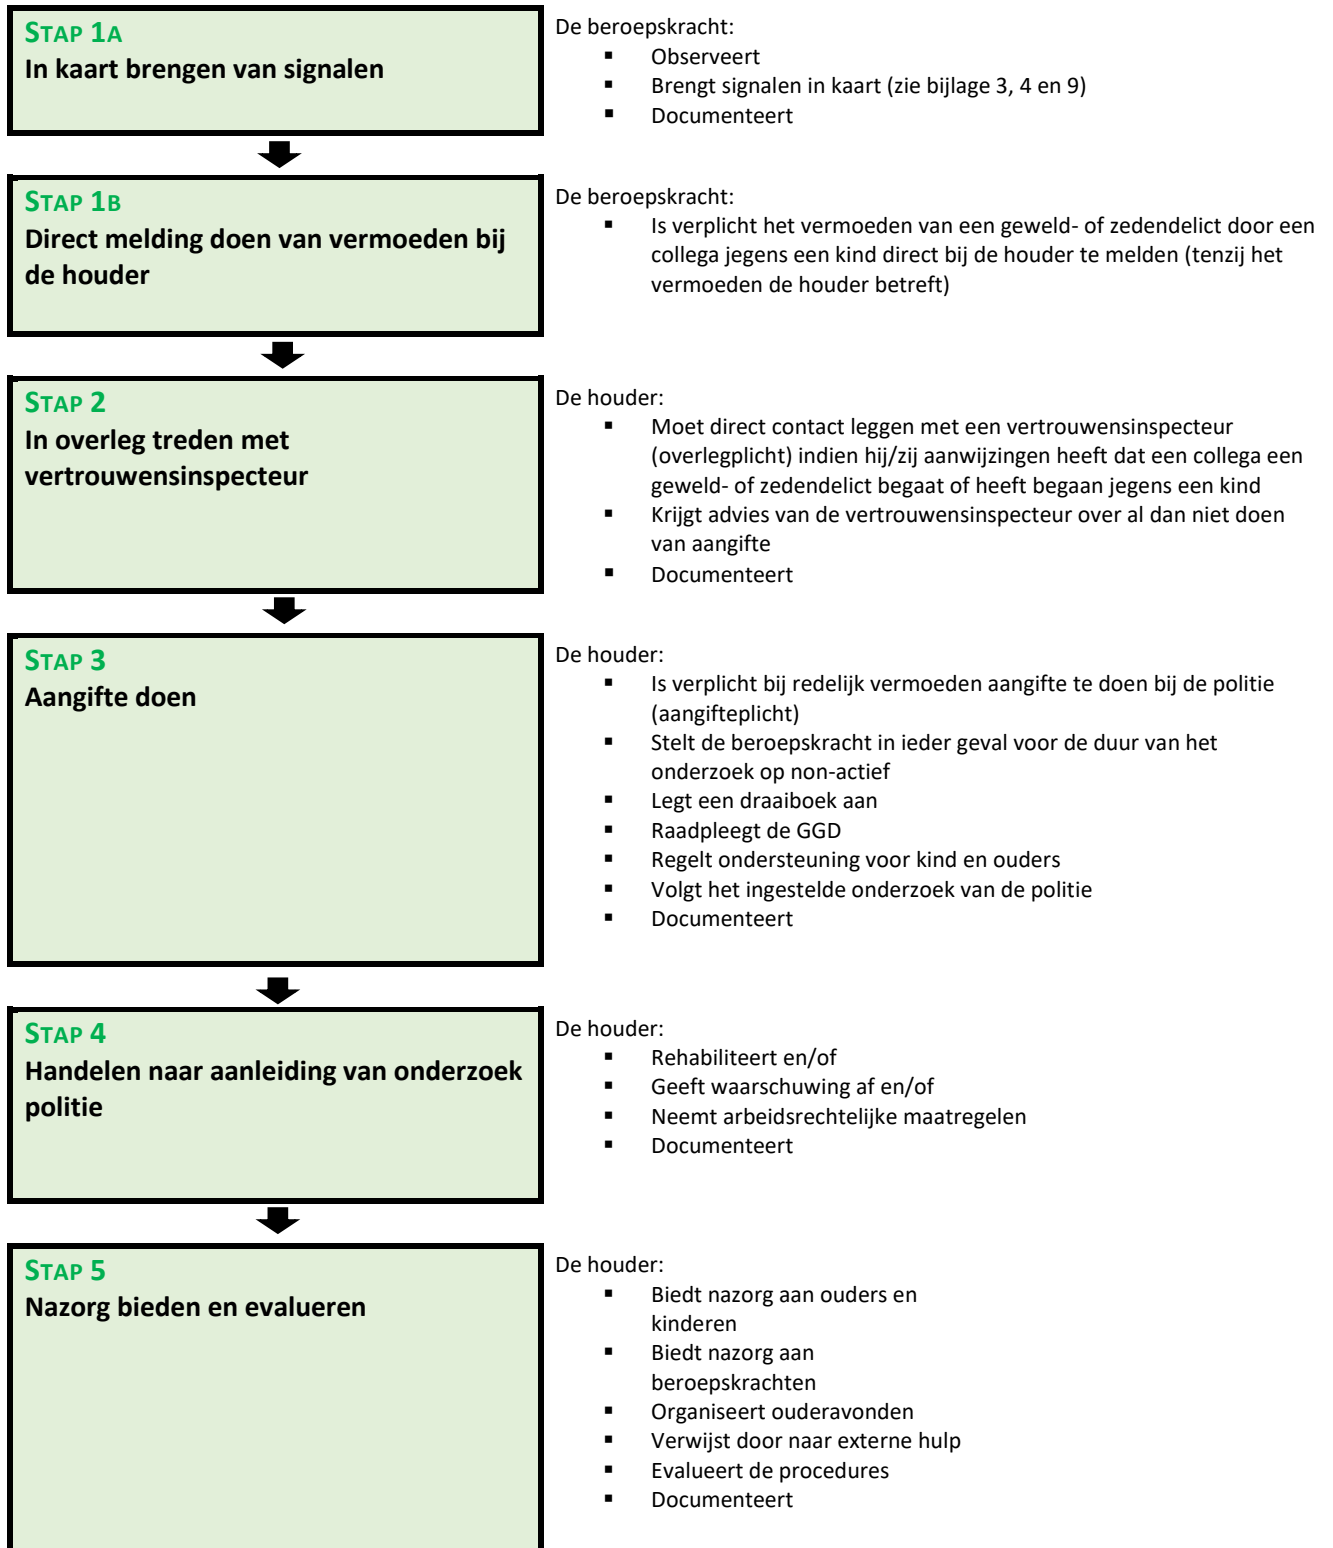 STAP 1A
In kaart brengen van signalen
De beroepskracht:
▪ Observeert
▪ Brengt signalen in kaart (zie bijlage 3, 4 en 9)
▪ Documenteert
STAP 1B
Direct melding doen van vermoeden bij
de houder
De beroepskracht:
▪ Is verplicht het vermoeden van een geweld- of zedendelict door een
collega jegens een kind direct bij de houder te melden (tenzij het
vermoeden de houder betreft)
STAP 2
In overleg treden met
vertrouwensinspecteur
De houder:
▪ Moet direct contact leggen met een vertrouwensinspecteur
(overlegplicht) indien hij/zij aanwijzingen heeft dat een collega een
geweld- of zedendelict begaat of heeft begaan jegens een kind
▪ Krijgt advies van de vertrouwensinspecteur over al dan niet doen
van aangifte
▪ Documenteert
STAP 3
Aangifte doen
De houder:
▪ Is verplicht bij redelijk vermoeden aangifte te doen bij de politie
(aangifteplicht)
▪ Stelt de beroepskracht in ieder geval voor de duur van het
onderzoek op non-actief
▪ Legt een draaiboek aan
▪ Raadpleegt de GGD
▪ Regelt ondersteuning voor kind en ouders
▪ Volgt het ingestelde onderzoek van de politie
▪ Documenteert
STAP 4
Handelen naar aanleiding van onderzoek
politie
De houder:
▪ Rehabiliteert en/of
▪ Geeft waarschuwing af en/of
▪ Neemt arbeidsrechtelijke maatregelen
▪ Documenteert
STAP 5
Nazorg bieden en evalueren
De houder:
▪ Biedt nazorg aan ouders en
kinderen
▪ Biedt nazorg aan
beroepskrachten
▪ Organiseert ouderavonden
▪ Verwijst door naar externe hulp
▪ Evalueert de procedures
▪ Documenteert